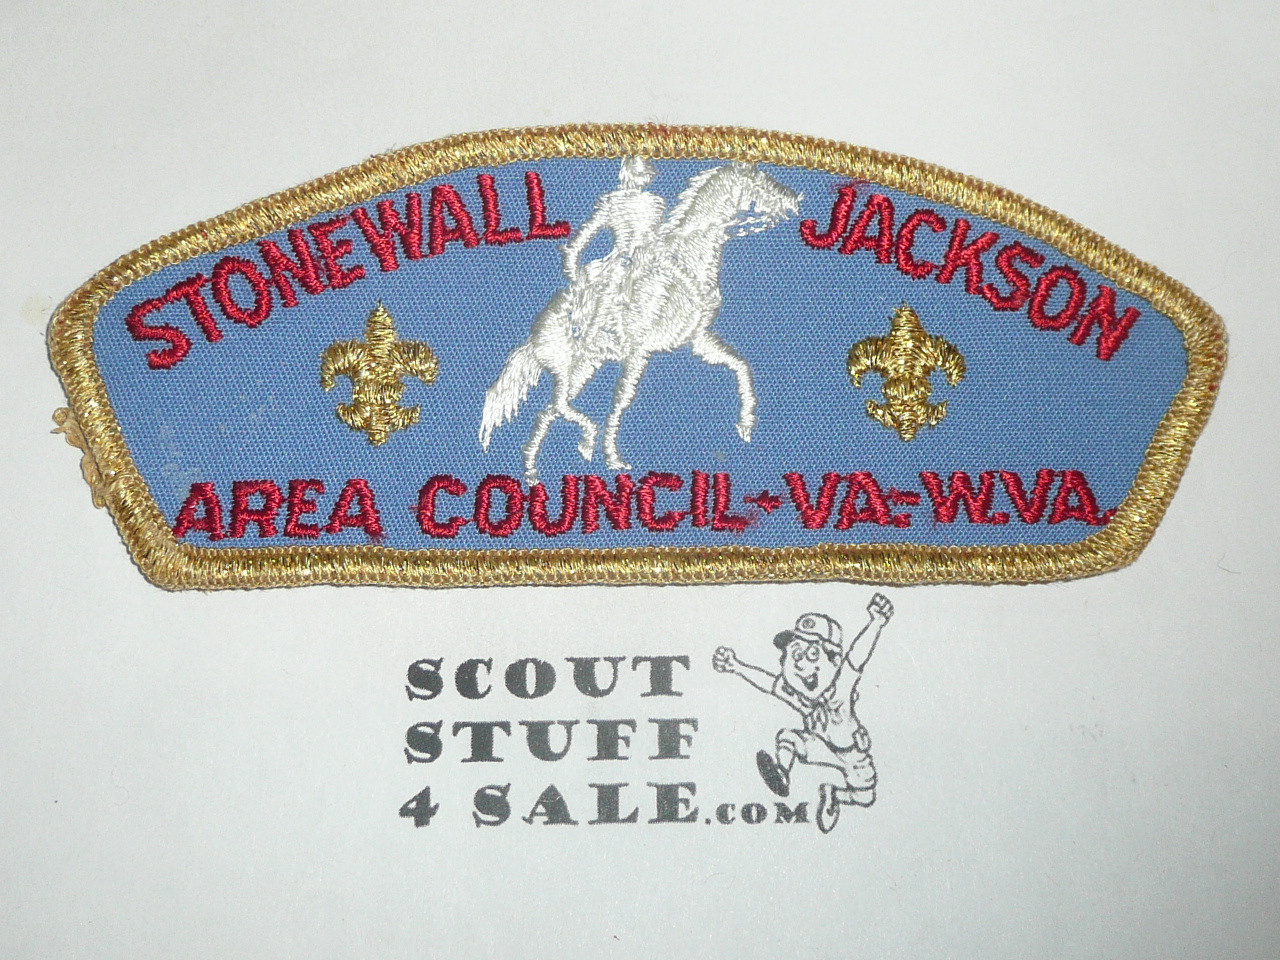 STONEWALL JACKSON
AREA COUNCIL-VA.-W.VA.
SCOUT
STUFF
4 SALE.COM